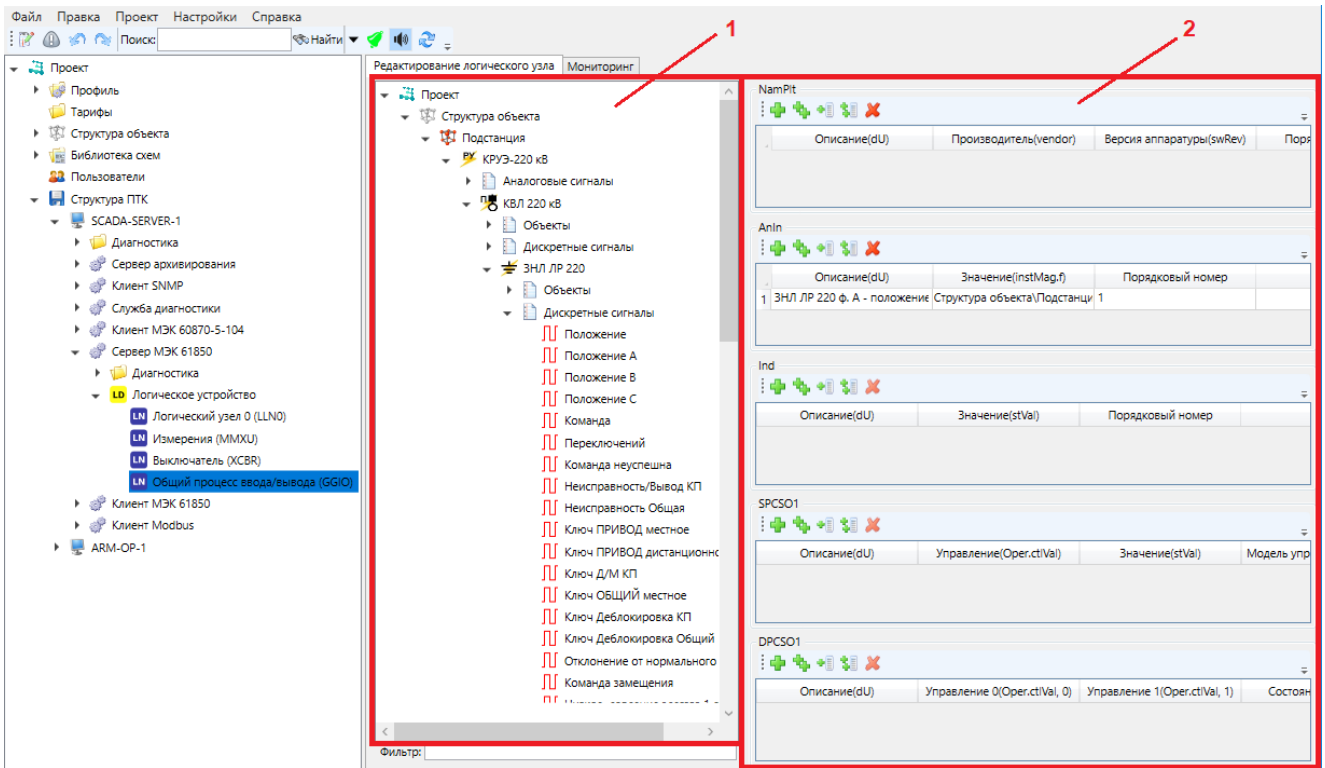 Файл Правка Проект Настройки Справка
Поиск: Найти
1
2
Проект
Профиль
Тарифы
Структура объекта
Библиотека схем
Пользователи
Структура ПТК
SCADA-SERVER-1
Диагностика
Сервер архивирования
Клиент SNMP
Служба диагностики
Клиент МЭК 60870-5-104
Сервер МЭК 61850
Диагностика
LD Логическое устройство
LN Логический узел 0 (LLN0)
LN Измерения (MMXU)
LN Выключатель (XCBR)
LN Общий процесс ввода/вывода (GGIO)
Клиент МЭК 61850
Клиент Modbus
ARM-OP-1
Редактирование логического узла Мониторинг
Проект
Структура объекта
Подстанция
РУ КРУЭ-220 кВ
Аналоговые сигналы
КВЛ 220 кВ
Объекты
Дискретные сигналы
ЗНЛ ЛР 220
Объекты
Дискретные сигналы
Положение
Положение А
Положение В
Положение С
Команда
Переключений
Команда неуспешна
Неисправность/Вывод КП
Неисправность Общая
Ключ ПРИВОД местное
Ключ ПРИВОД дистанционно
Ключ Д/М КП
Ключ ОБЩИЙ местное
Ключ Деблокировка КП
Ключ Деблокировка Общий
Отклонение от нормального
Команда замещения
Фильтр:
NamPlt
Описание(dU) Производитель(vendor) Версия аппаратуры(swRev) Поря
AnIn
Описание(dU) Значение(instMag.f) Порядковый номер
1 ЗНЛ ЛР 220 ф. А - положение Структура объекта\Подстанци 1
Ind
Описание(dU) Значение(stVal) Порядковый номер
SPCSO1
Описание(dU) Управление(Oper.ctlVal) Значение(stVal) Модель упр
DPCSO1
Описание(dU) Управление 0(Oper.ctlVal, 0) Управление 1(Oper.ctlVal, 1) Состоян